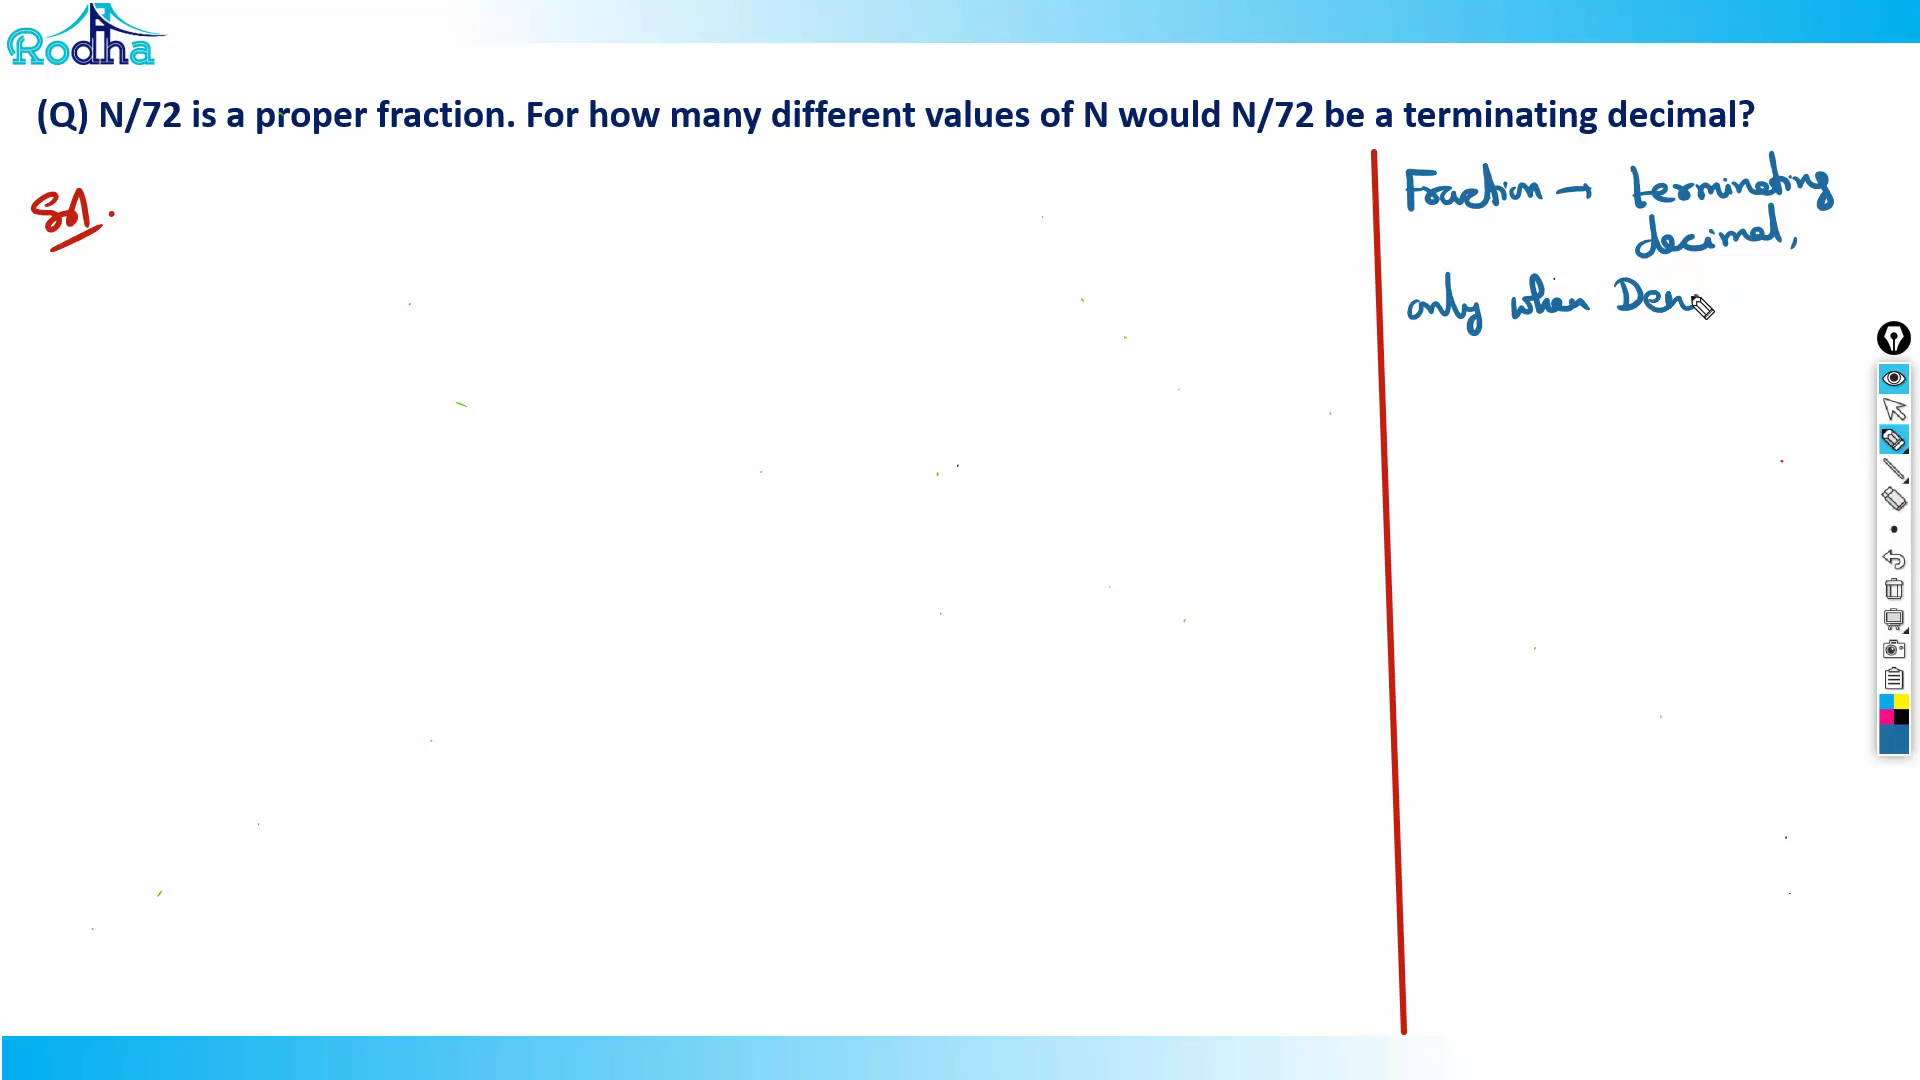 Rodha
(Q) N/72 is a proper fraction. For how many different values of N would N/72 be a terminating decimal?
Sol.
Fraction → terminating
decimal,
only when Den